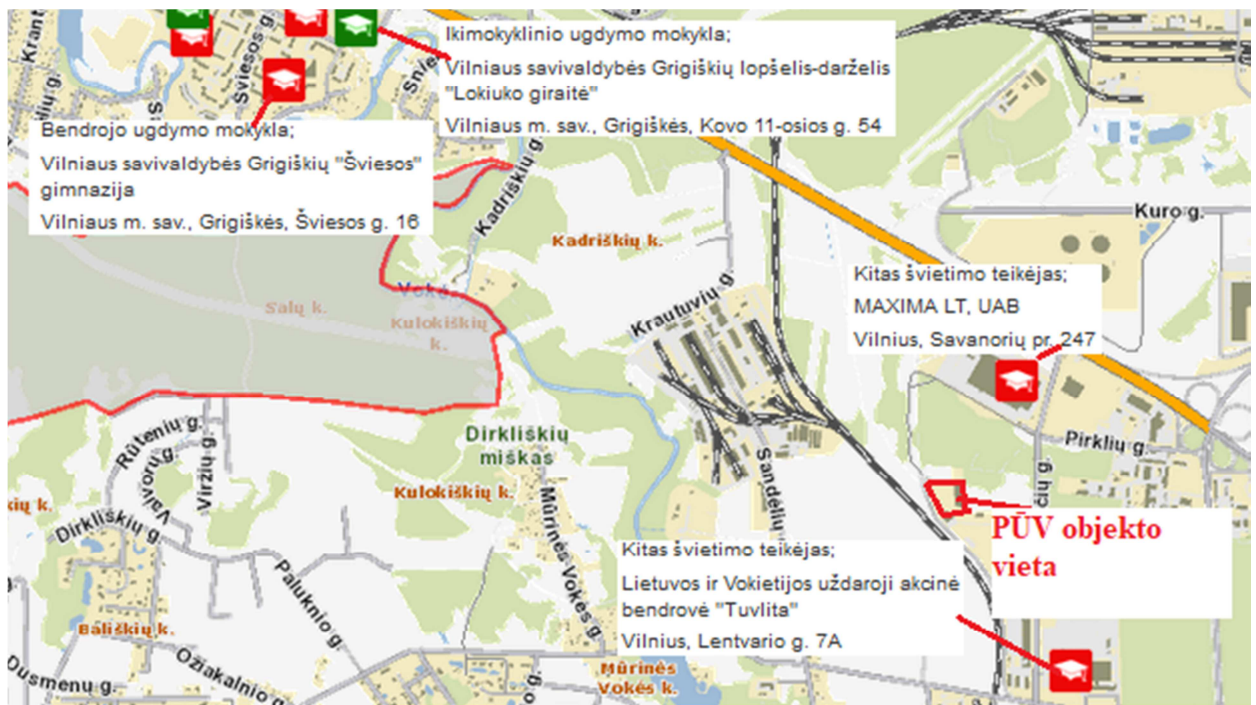 Ikimokyklinio ugdymo mokykla;
Vilniaus savivaldybės Grigiškių lopšelis-darželis
"Lokiuko giraitė"
Vilniaus m. sav., Grigiškės, Kovo 11-osios g. 54
Šviesos g.
Bendrojo ugdymo mokykla;
Vilniaus savivaldybės Grigiškių "Šviesos"
gimnazija
Vilniaus m. sav., Grigiškės, Šviesos g. 16
Kadriškių g.
Kadriškių k.
Kuro g.
Kitas švietimo teikėjas;
MAXIMA LT, UAB
Vilnius, Savanorių pr. 247
Salų k.
Kulokiškių
k.
Krautuvių g.
Dirkliškių
miškas
Rūtenių g.
Vaivorų g.
Viržių g.
Kulokiškių k.
Pirklių g.
Sandėlių
Mūrinės Vokės g.
Dirkliškių g.
PŪV objekto
vieta
Kitas švietimo teikėjas;
Lietuvos ir Vokietijos uždaroji akcinė
bendrovė "Tuvlita"
Vilnius, Lentvario g. 7A
Paluknio g.
Bališkių k.
Ožiakalnio g.
Dusmenų g.
Mūrinės
Vokės k.